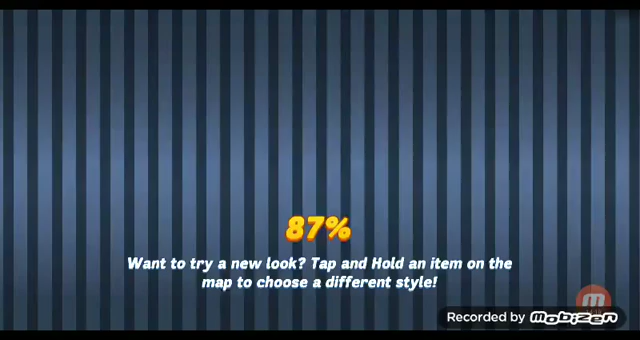 87%
Want to try a new look? Tap and Hold an item on the
map to choose a different style!
Recorded by mobizen